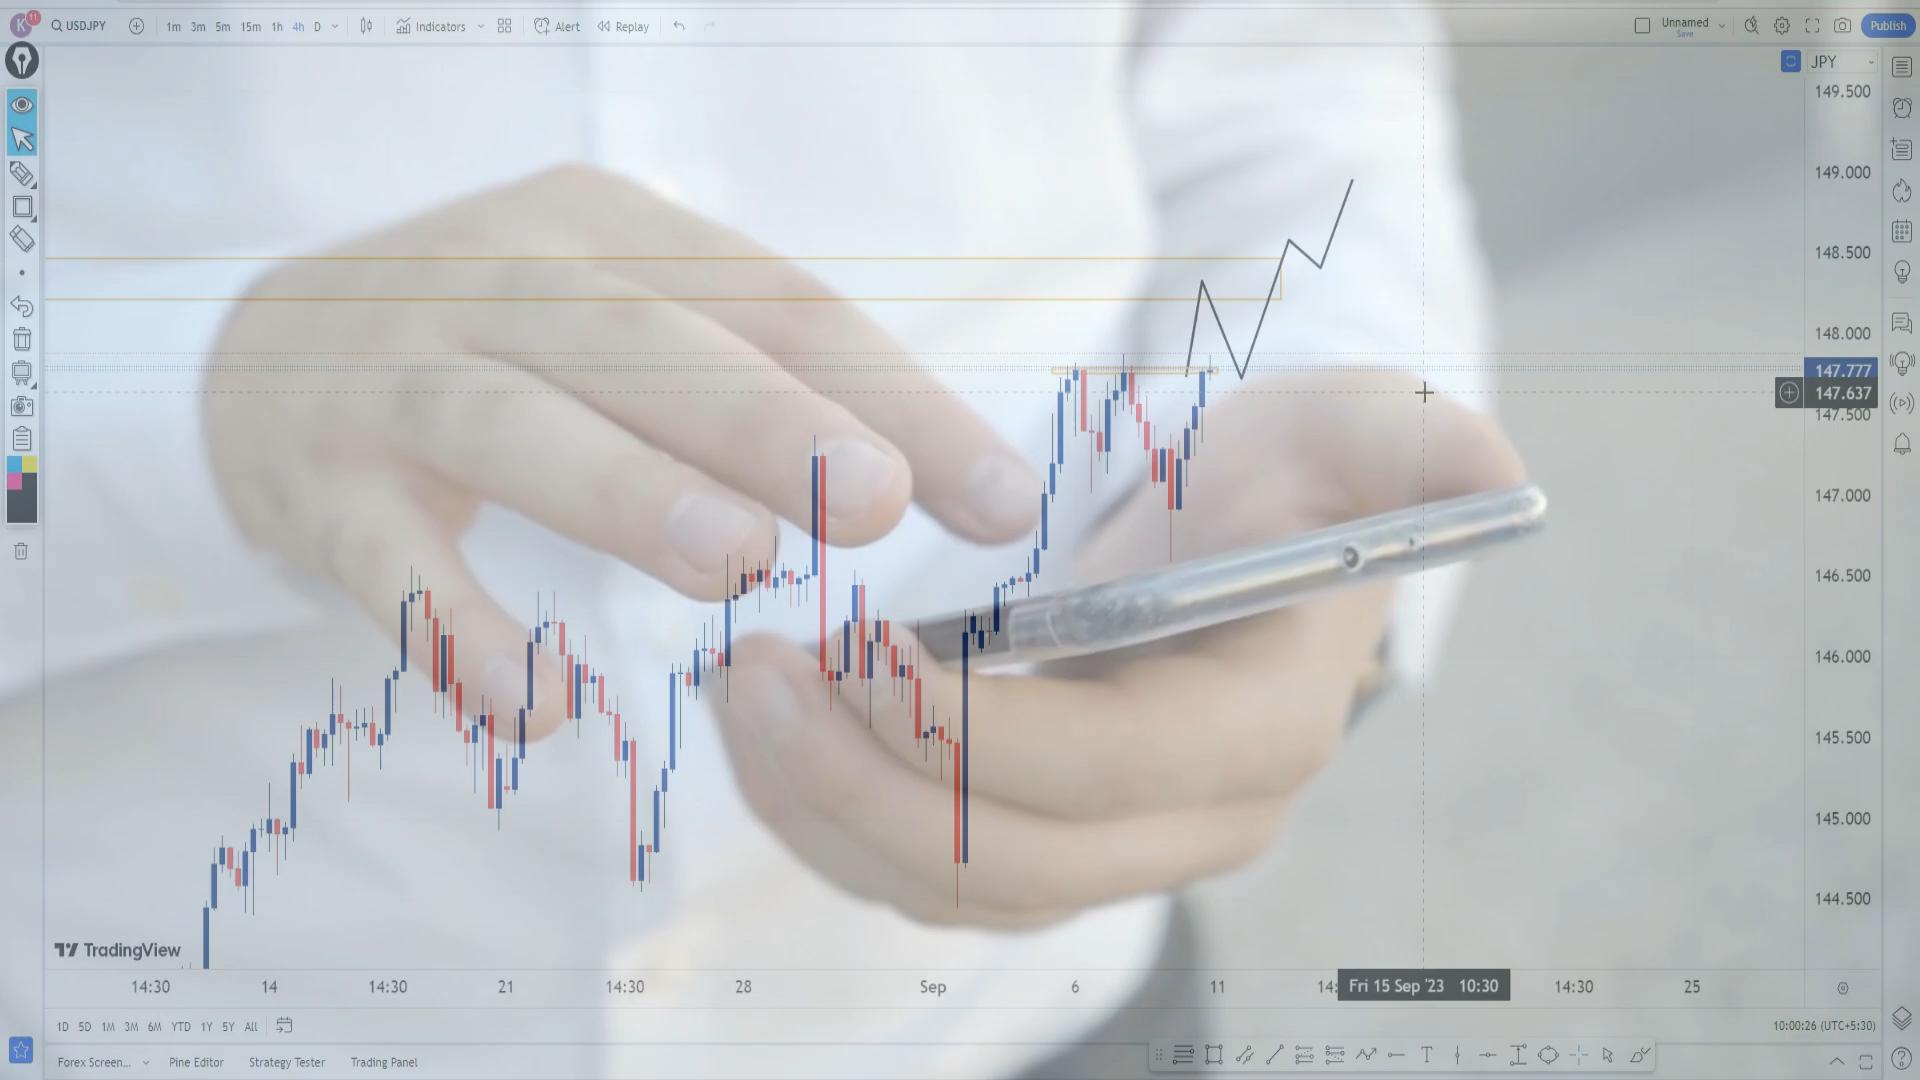 K 11 USDJPY 1m 3m 5m 15m 1h 4h D Indicators Alert Replay Unnamed Publish
Save
JPY
149.500
149.000
148.500
148.000
147.777
147.637
147.500
147.000
146.500
146.000
145.500
145.000
144.500
TradingView
14:30 14 14:30 21 14:30 28 Sep 6 11 14: Fri 15 Sep '23 10:30 14:30 25
1D 5D 1M 3M 6M YTD 1Y 5Y All 10:00:26 (UTC+5:30)
Forex Screen... Pine Editor Strategy Tester Trading Panel